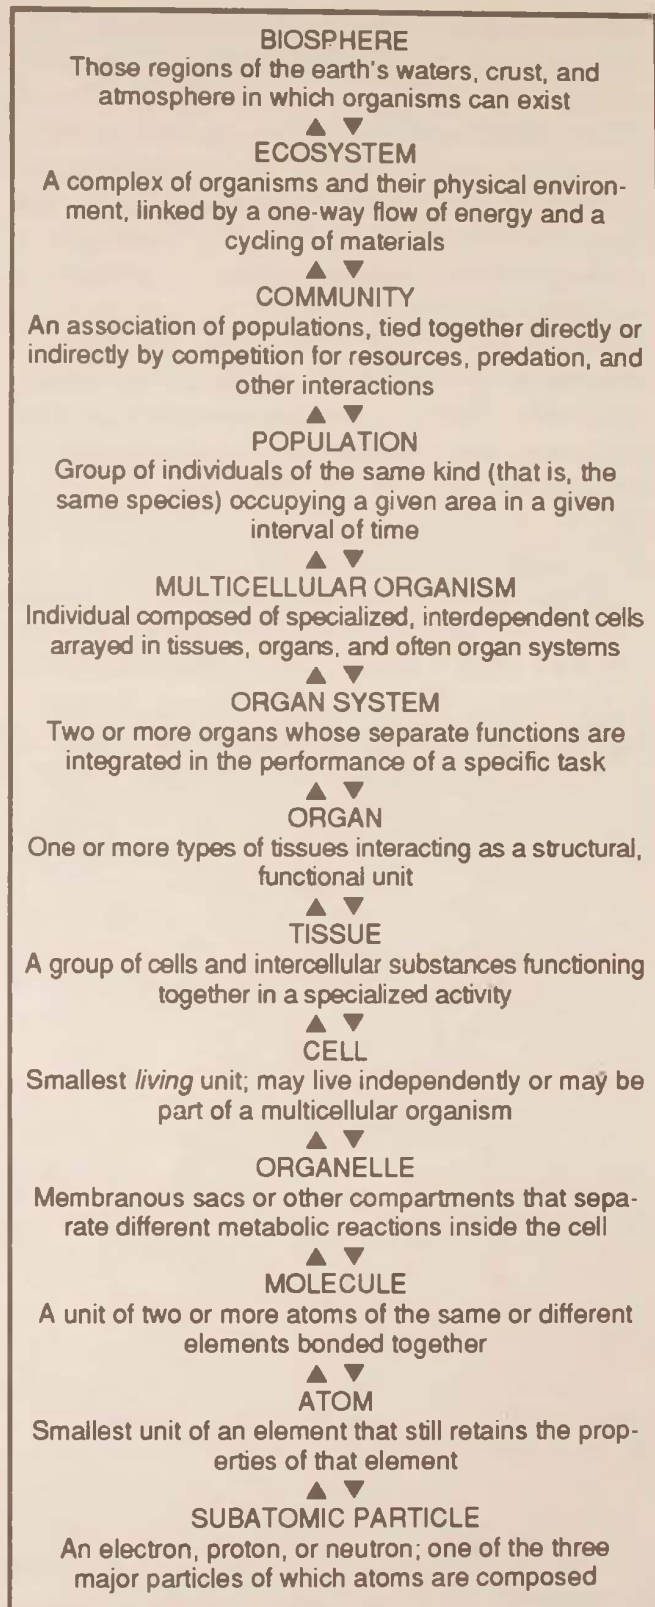 BIOSPHERE
Those regions of the earth's waters, crust, and
atmosphere in which organisms can exist
▲ ▼
ECOSYSTEM
A complex of organisms and their physical environ-
ment, linked by a one-way flow of energy and a
cycling of materials
▲ ▼
COMMUNITY
An association of populations, tied together directly or
indirectly by competition for resources, predation, and
other interactions
▲ ▼
POPULATION
Group of individuals of the same kind (that is, the
same species) occupying a given area in a given
interval of time
▲ ▼
MULTICELLULAR ORGANISM
Individual composed of specialized, interdependent cells
arrayed in tissues, organs, and often organ systems
▲ ▼
ORGAN SYSTEM
Two or more organs whose separate functions are
integrated in the performance of a specific task
▲ ▼
ORGAN
One or more types of tissues interacting as a structural,
functional unit
▲ ▼
TISSUE
A group of cells and intercellular substances functioning
together in a specialized activity
▲ ▼
CELL
Smallest living unit; may live independently or may be
part of a multicellular organism
▲ ▼
ORGANELLE
Membranous sacs or other compartments that sepa-
rate different metabolic reactions inside the cell
▲ ▼
MOLECULE
A unit of two or more atoms of the same or different
elements bonded together
▲ ▼
ATOM
Smallest unit of an element that still retains the prop-
erties of that element
▲ ▼
SUBATOMIC PARTICLE
An electron, proton, or neutron; one of the three
major particles of which atoms are composed